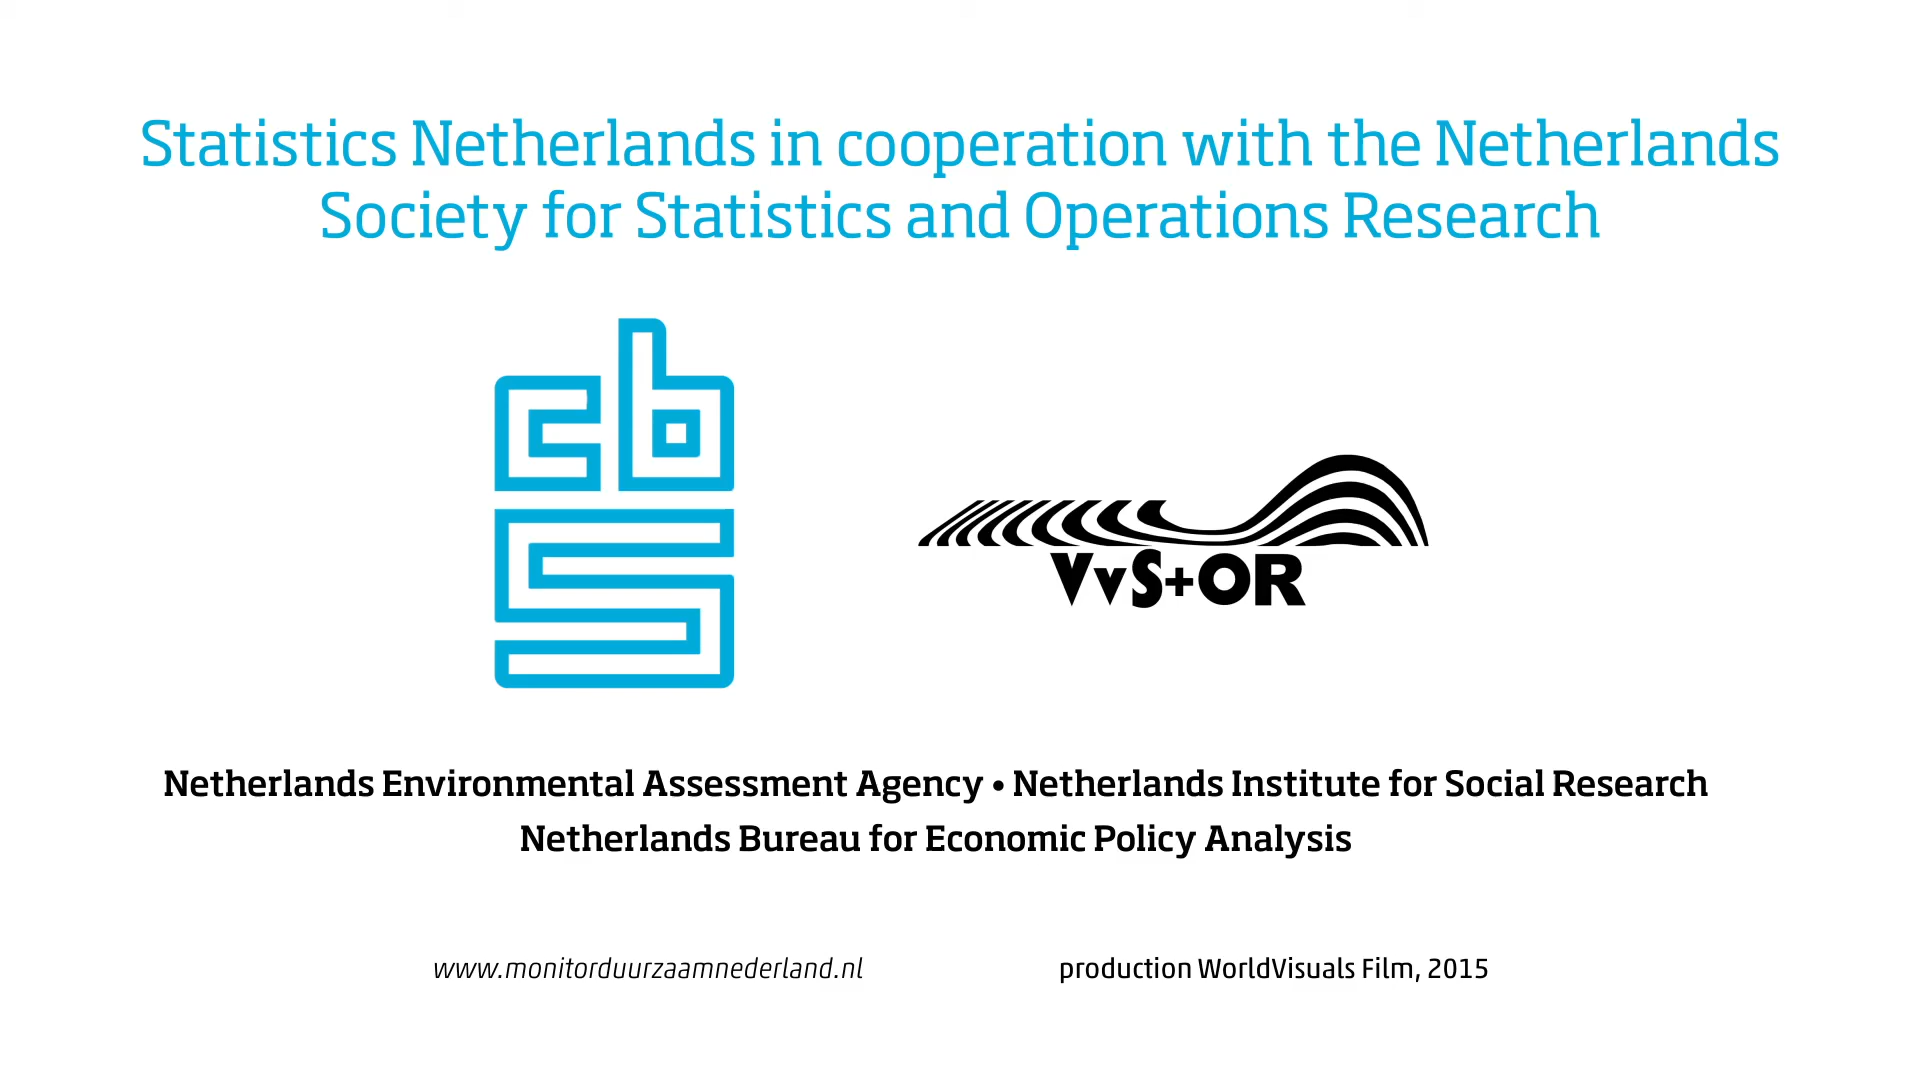 Statistics Netherlands in cooperation with the Netherlands
Society for Statistics and Operations Research
cbs
VvS+OR
Netherlands Environmental Assessment Agency • Netherlands Institute for Social Research
Netherlands Bureau for Economic Policy Analysis
www.monitorduurzaamnederland.nl
production WorldVisuals Film, 2015